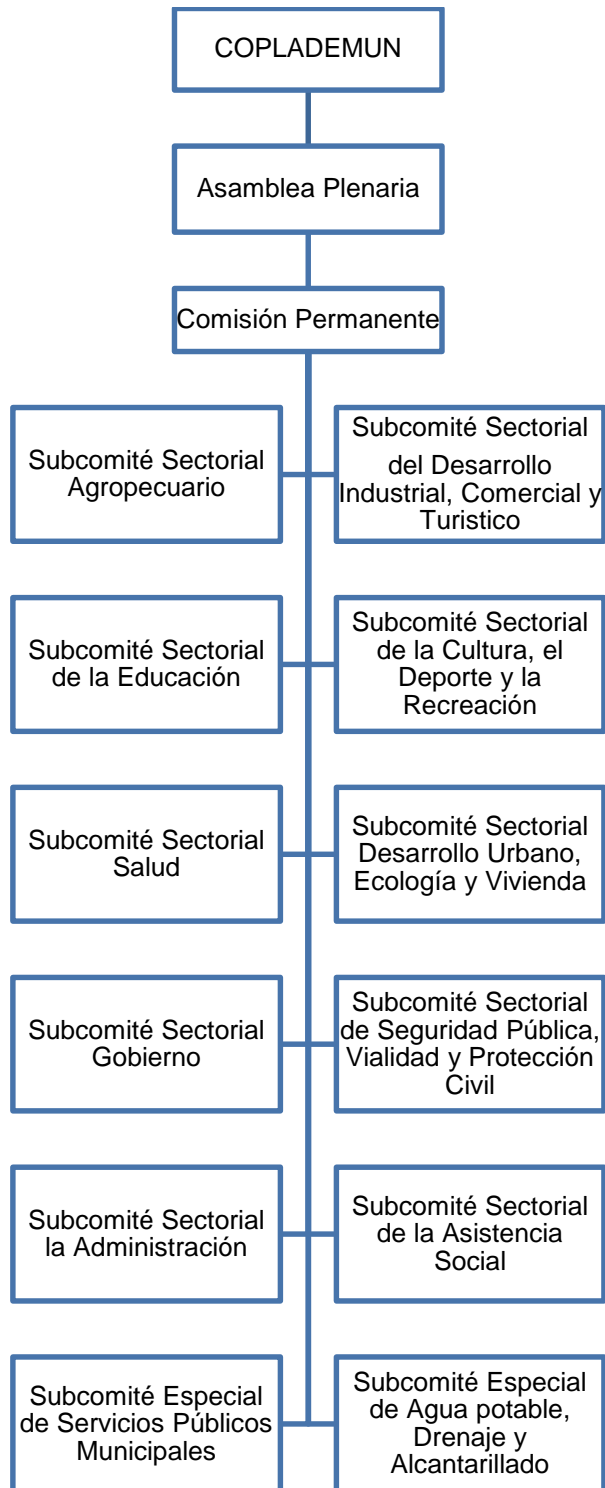 COPLADEMUN
Asamblea Plenaria
Comisión Permanente
Subcomité Sectorial
Agropecuario
Subcomité Sectorial
del Desarrollo
Industrial, Comercial y
Turistico
Subcomité Sectorial
de la Educación
Subcomité Sectorial
de la Cultura, el
Deporte y la
Recreación
Subcomité Sectorial
Salud
Subcomité Sectorial
Desarrollo Urbano,
Ecología y Vivienda
Subcomité Sectorial
Gobierno
Subcomité Sectorial
de Seguridad Pública,
Vialidad y Protección
Civil
Subcomité Sectorial
la Administración
Subcomité Sectorial
de la Asistencia
Social
Subcomité Especial
de Servicios Públicos
Municipales
Subcomité Especial
de Agua potable,
Drenaje y
Alcantarillado